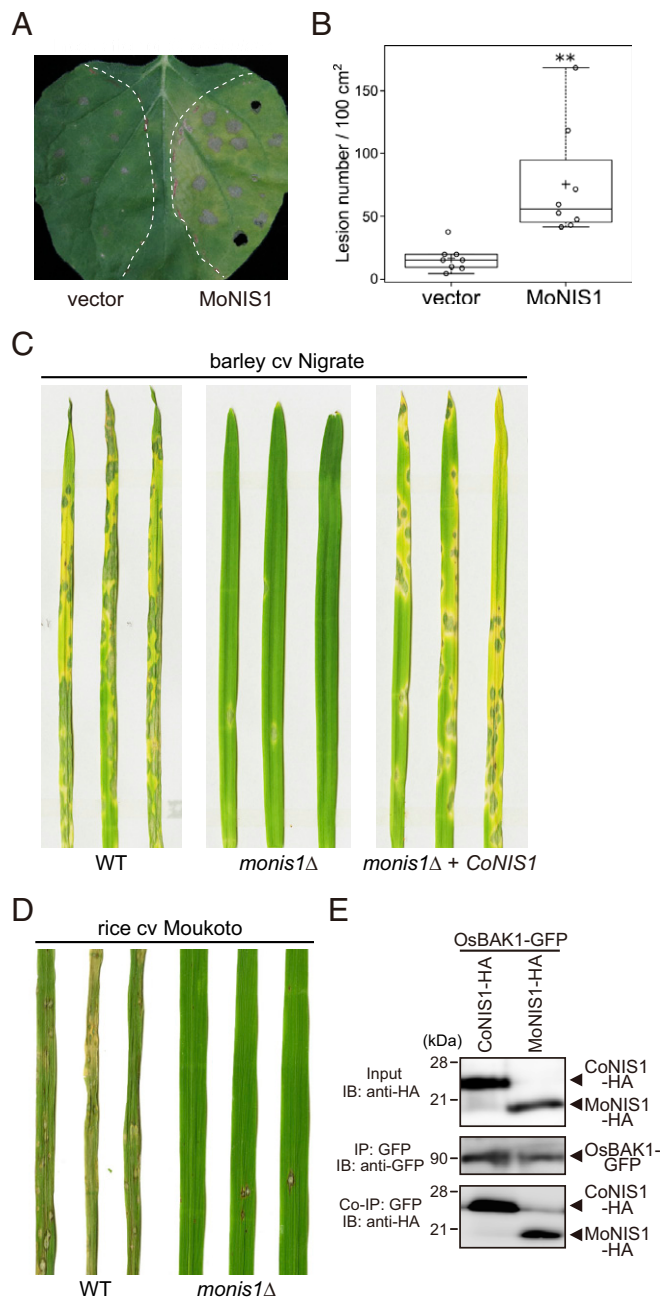 A
vector MoNIS1
B
Lesion number / 100 cm²
150
100
50
0
**
vector MoNIS1
C
barley cv Nigrate
WT monis1Δ monis1Δ + CoNIS1
D
rice cv Moukoto
WT monis1Δ
E
OsBAK1-GFP
CoNIS1-HA
MoNIS1-HA
(kDa)
Input
IB: anti-HA
28
21
CoNIS1
-HA
MoNIS1
-HA
IP: GFP
IB: anti-GFP
90
OsBAK1-
GFP
Co-IP: GFP
IB: anti-HA
28
21
CoNIS1
-HA
MoNIS1
-HA